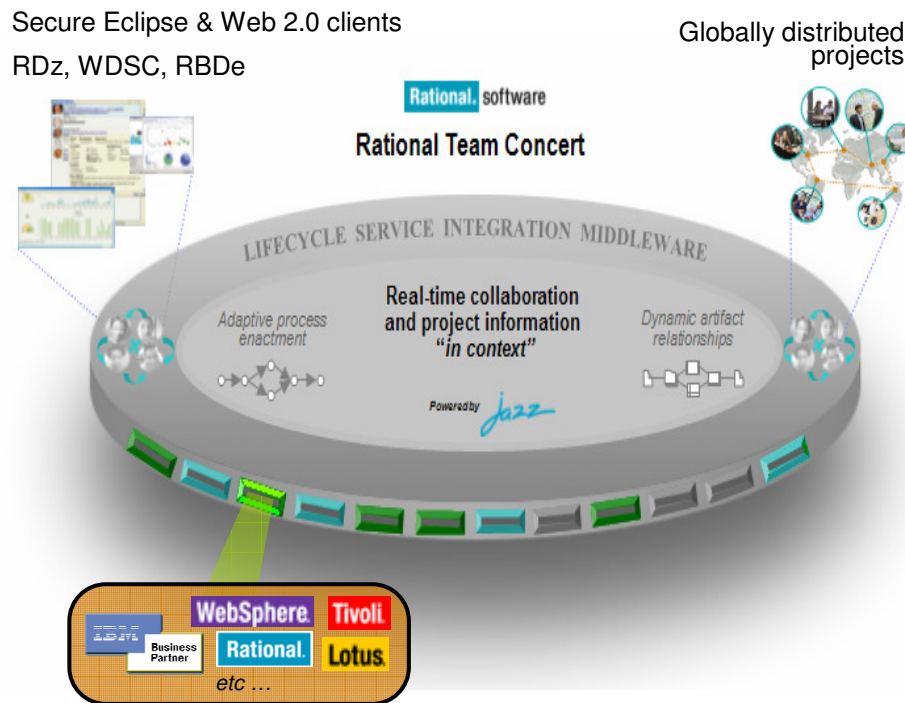 Secure Eclipse & Web 2.0 clients
RDz, WDSC, RBDe
Globally distributed
projects
Rational. software
Rational Team Concert
LIFECYCLE SERVICE INTEGRATION MIDDLEWARE
Real-time collaboration
and project information
“in context”
Adaptive process
enactment
Dynamic artifact
relationships
Powered by
jazz
IBM
Business
Partner
WebSphere.
Tivoli.
Rational.
Lotus.
etc …